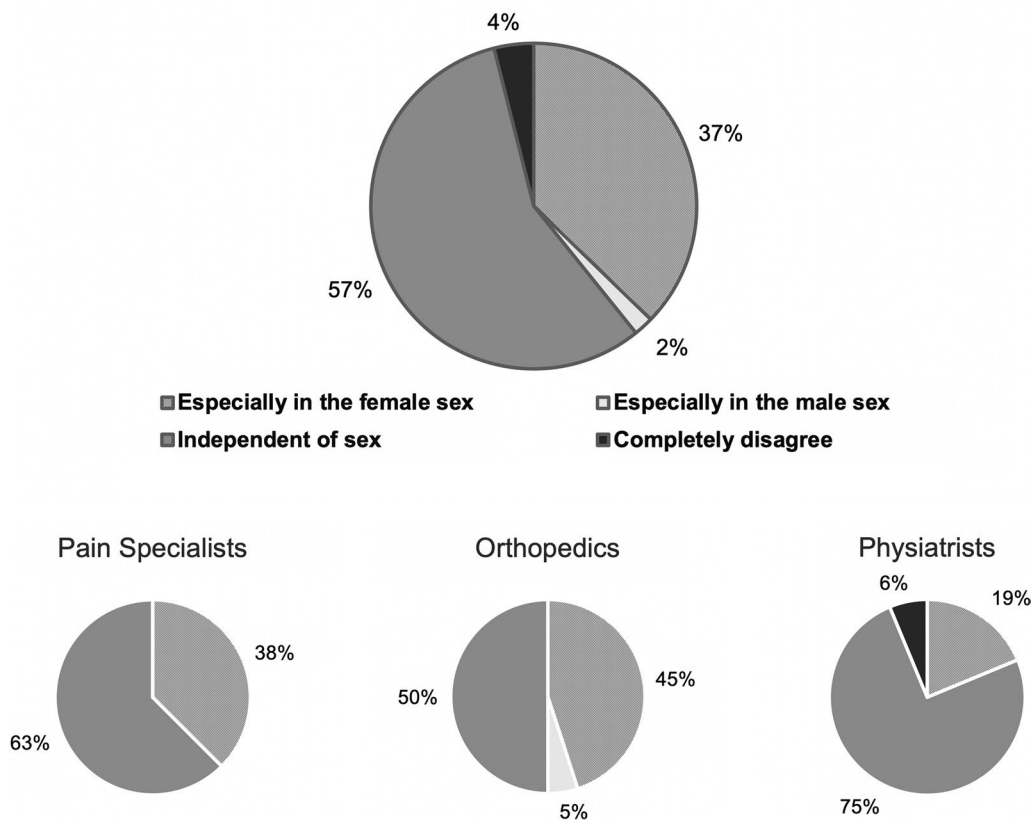 4%
37%
57%
2%
Especially in the female sex
Especially in the male sex
Independent of sex
Completely disagree
Pain Specialists
Orthopedics
Physiatrists
38%
63%
45%
50%
5%
6%
19%
75%